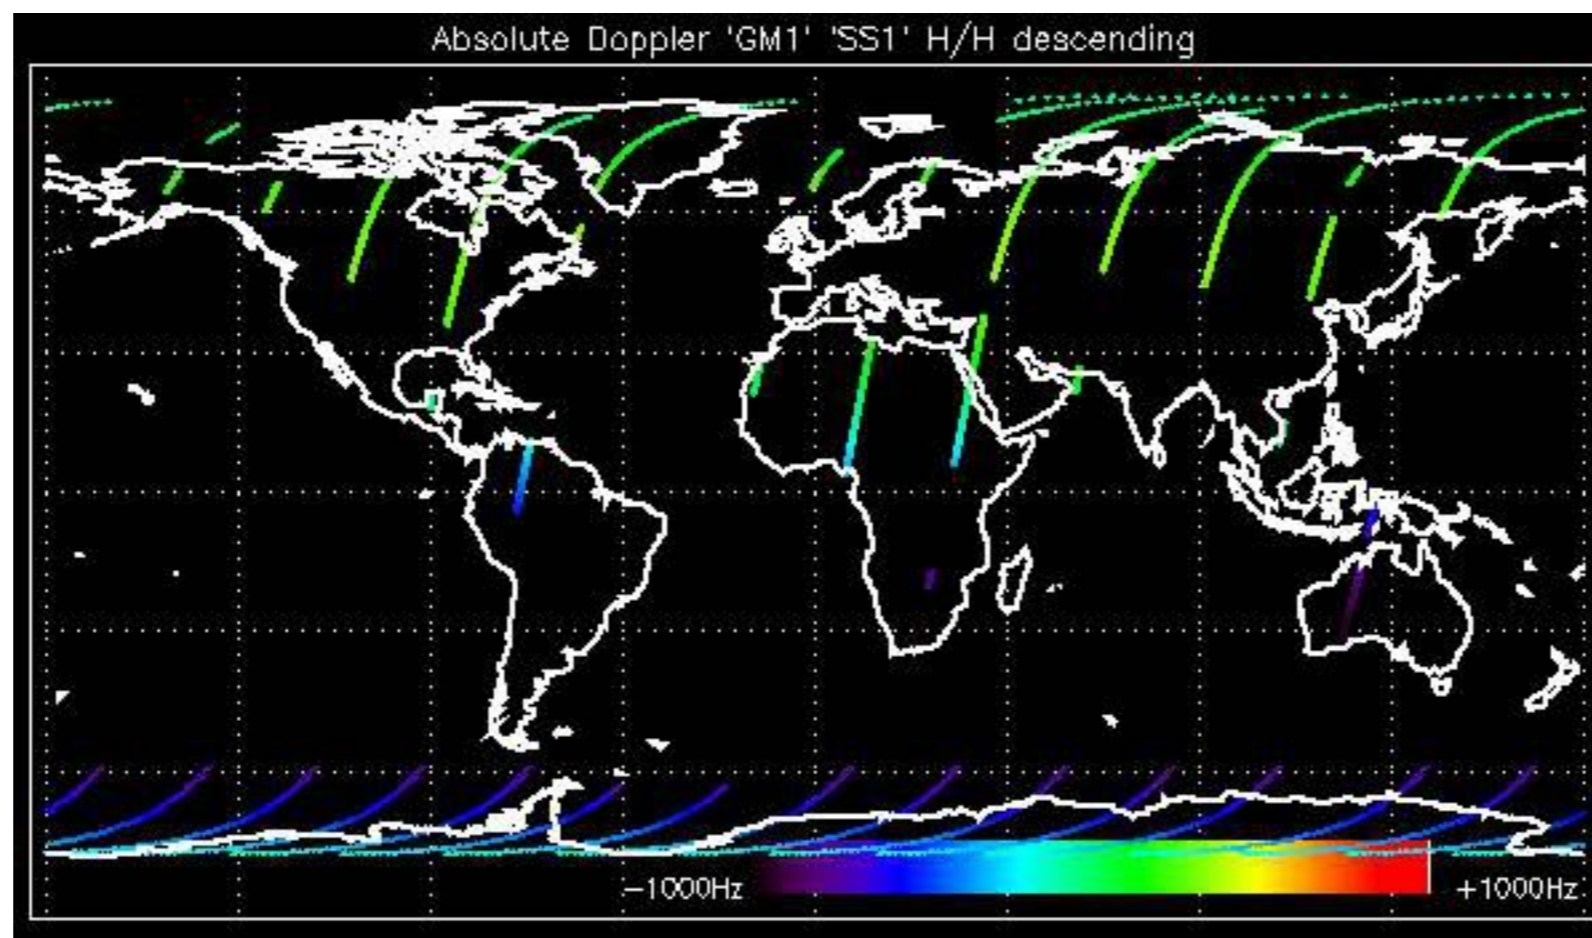 Absolute Doppler 'GM1' 'SS1' H/H descending
-1000Hz +1000Hz